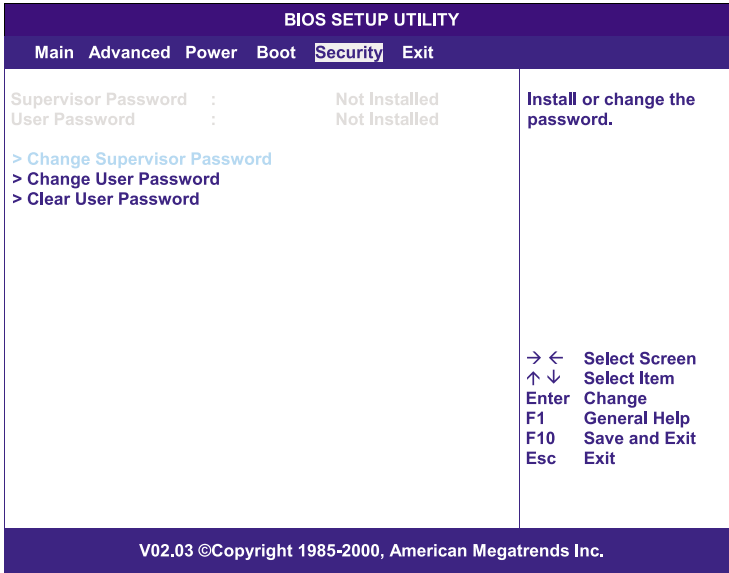 BIOS SETUP UTILITY
Main Advanced Power Boot Security Exit
Supervisor Password : Not Installed
User Password : Not Installed
> Change Supervisor Password
> Change User Password
> Clear User Password
Install or change the
password.
→ ← Select Screen
↑ ↓ Select Item
Enter Change
F1 General Help
F10 Save and Exit
Esc Exit
V02.03 ©Copyright 1985-2000, American Megatrends Inc.